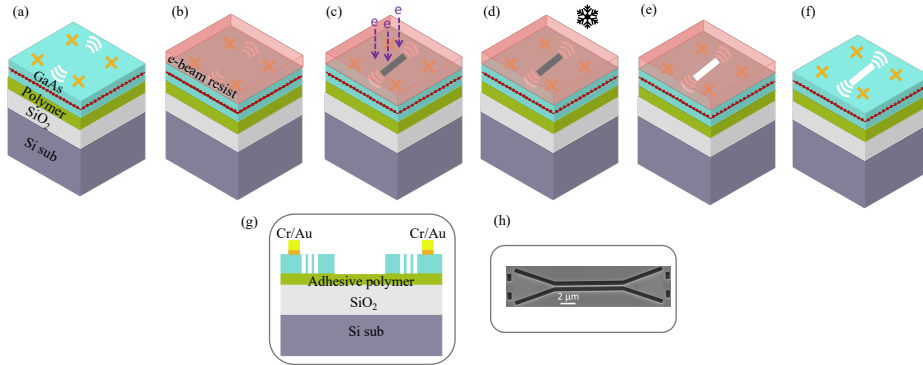 (a)
(b)
(c)
(d)
(e)
(f)
e e e
GaAs
Polymer
SiO2
Si sub
e-beam resist
(g)
(h)
Cr/Au Cr/Au
Adhesive polymer
SiO2
Si sub
2 μm